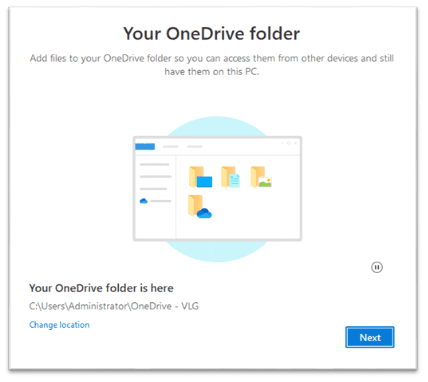 Your OneDrive folder
Add files to your OneDrive folder so you can access them from other devices and still
have them on this PC.
Your OneDrive folder is here
C:\Users\Administrator\OneDrive - VLG
Change location
Next